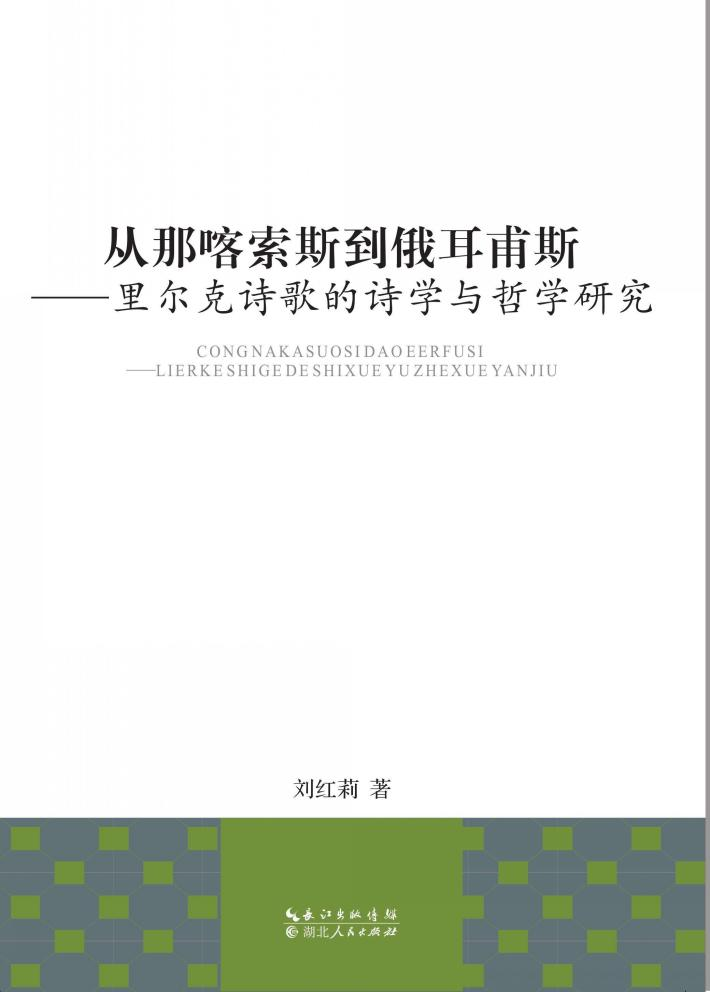 从那喀索斯到俄耳甫斯
——里尔克诗歌的诗学与哲学研究
CONGNAKASUOSIDAOEERFUSI
——LIERKESHIGEDESHIXUEYUZHEXUEYANJIU
刘红莉 著
长江出版传媒
湖北人民出版社